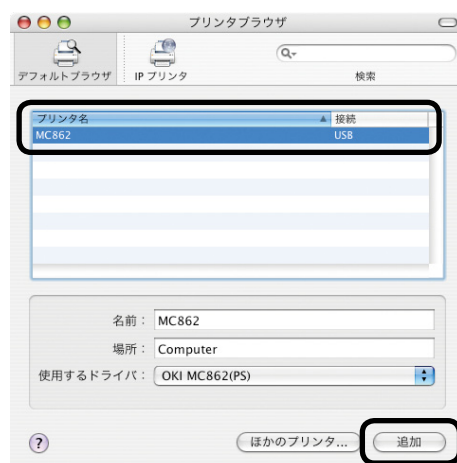 プリンタブラウザ
デフォルトブラウザ IP プリンタ 検索
プリンタ名 接続
MC862 USB
名前： MC862
場所： Computer
使用するドライバ： OKI MC862(PS)
? ほかのプリンタ... 追加